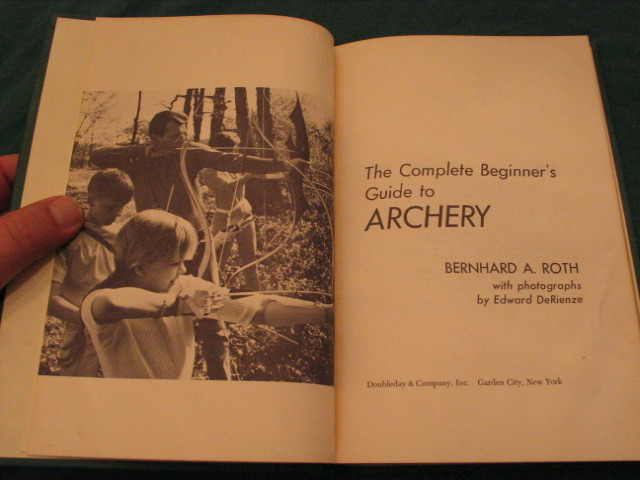 The Complete Beginner's
Guide to
ARCHERY
BERNHARD A. ROTH
with photographs
by Edward DeRienze
Doubleday & Company, Inc. Garden City, New York